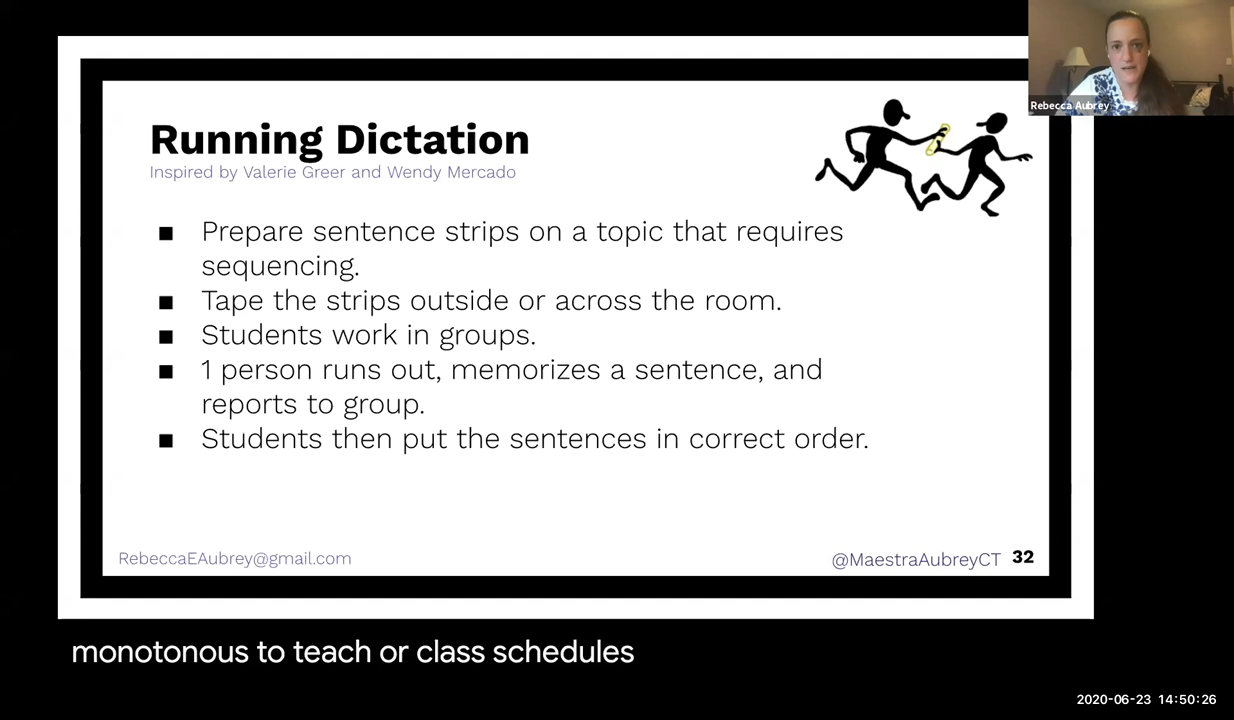 Rebecca Aubrey
Running Dictation
Inspired by Valerie Greer and Wendy Mercado
■ Prepare sentence strips on a topic that requires
sequencing.
■ Tape the strips outside or across the room.
■ Students work in groups.
■ 1 person runs out, memorizes a sentence, and
reports to group.
■ Students then put the sentences in correct order.
RebeccaEAubrey@gmail.com
@MaestraAubreyCT 32
monotonous to teach or class schedules
2020-06-23 14:50:26